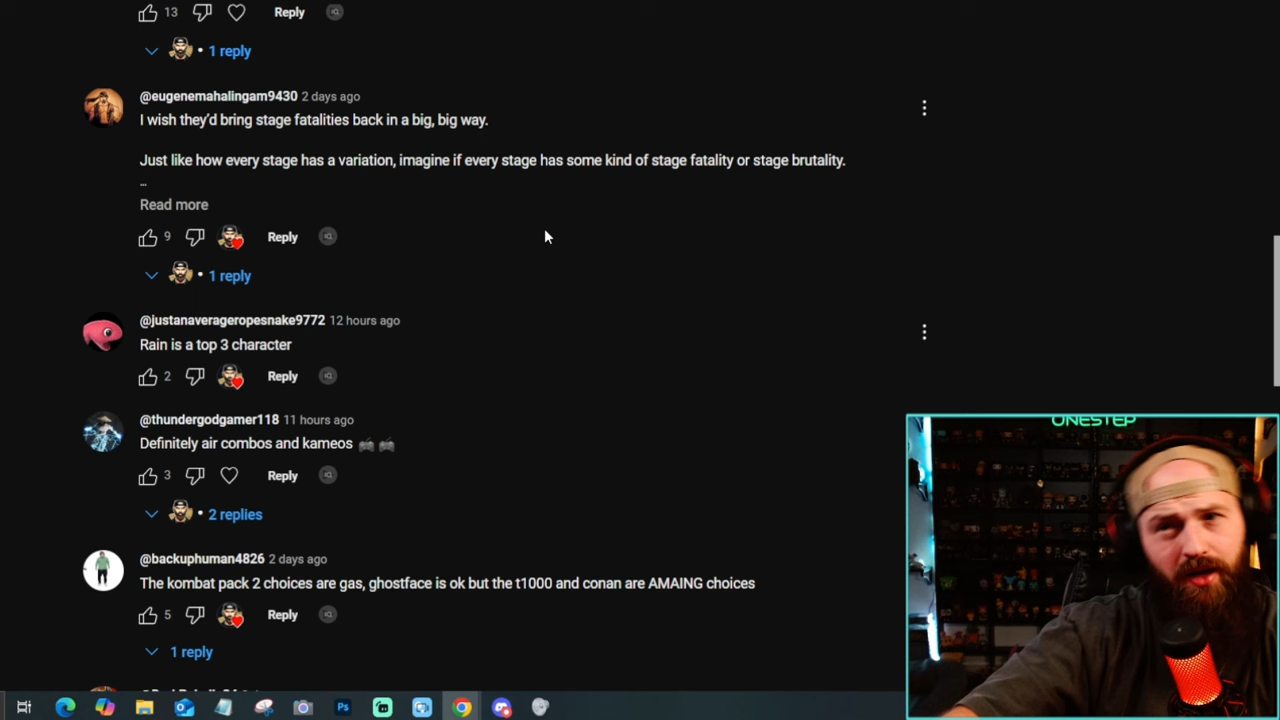 13
Reply
1 reply
@eugenemahalingam9430 2 days ago
I wish they'd bring stage fatalities back in a big, big way.
Just like how every stage has a variation, imagine if every stage has some kind of stage fatality or stage brutality.
...
Read more
9 Reply
1 reply
@justanaverageropesnake9772 12 hours ago
Rain is a top 3 character
2 Reply
@thundergodgamer118 11 hours ago
Definitely air combos and kameos 🎮🎮
3 Reply
2 replies
@backuphuman4826 2 days ago
The kombat pack 2 choices are gas, ghostface is ok but the t1000 and conan are AMAING choices
5 Reply
1 reply
ONESTEP
Ps